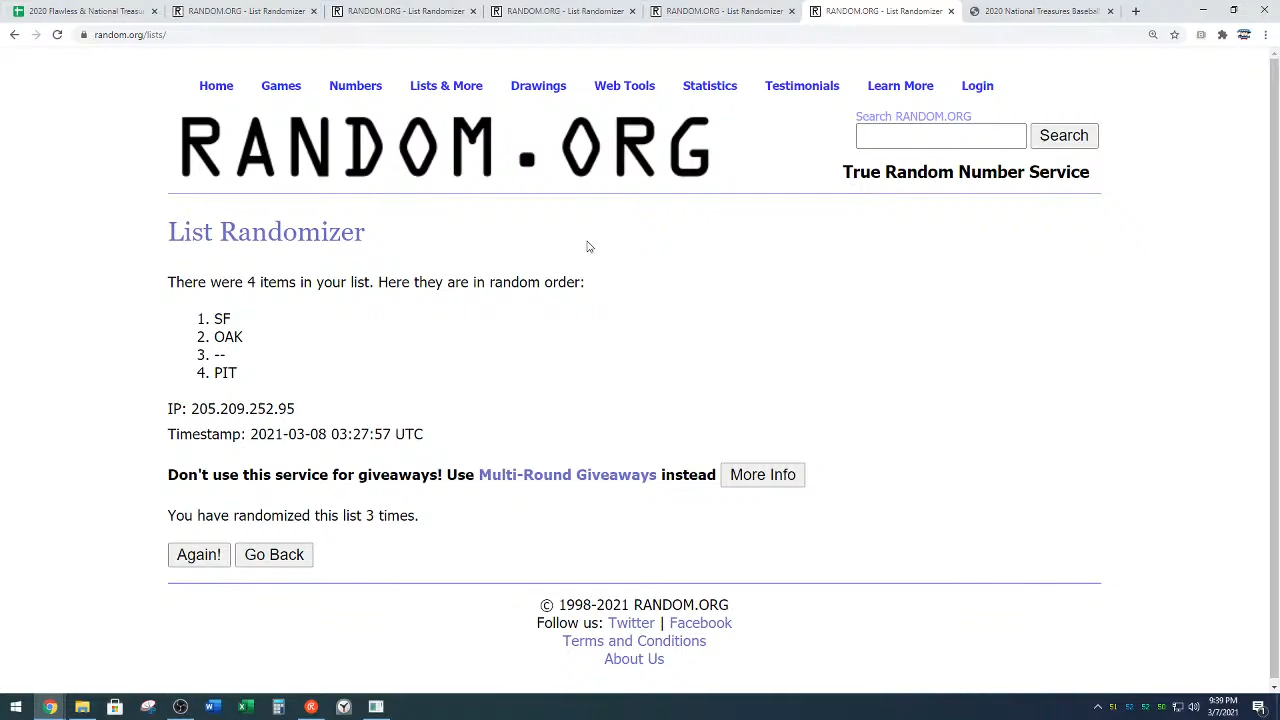 2020 Flawless & National Treasu
RANDOM.ORG - List Randomizer
RANDOM.ORG - List Randomizer
RANDOM.ORG - List Randomizer
RANDOM.ORG - List Randomizer
RANDOM.ORG - List Randomizer
2020 National Treasures Baseball
random.org/lists/
Home Games Numbers Lists & More Drawings Web Tools Statistics Testimonials Learn More Login
RANDOM.ORG
Search RANDOM.ORG
Search
True Random Number Service
List Randomizer
There were 4 items in your list. Here they are in random order:
1. SF
2. OAK
3. --
4. PIT
IP: 205.209.252.95
Timestamp: 2021-03-08 03:27:57 UTC
Don't use this service for giveaways! Use Multi-Round Giveaways instead More Info
You have randomized this list 3 times.
Again! Go Back
© 1998-2021 RANDOM.ORG
Follow us: Twitter | Facebook
Terms and Conditions
About Us
51 52 52 50
9:39 PM
3/7/2021